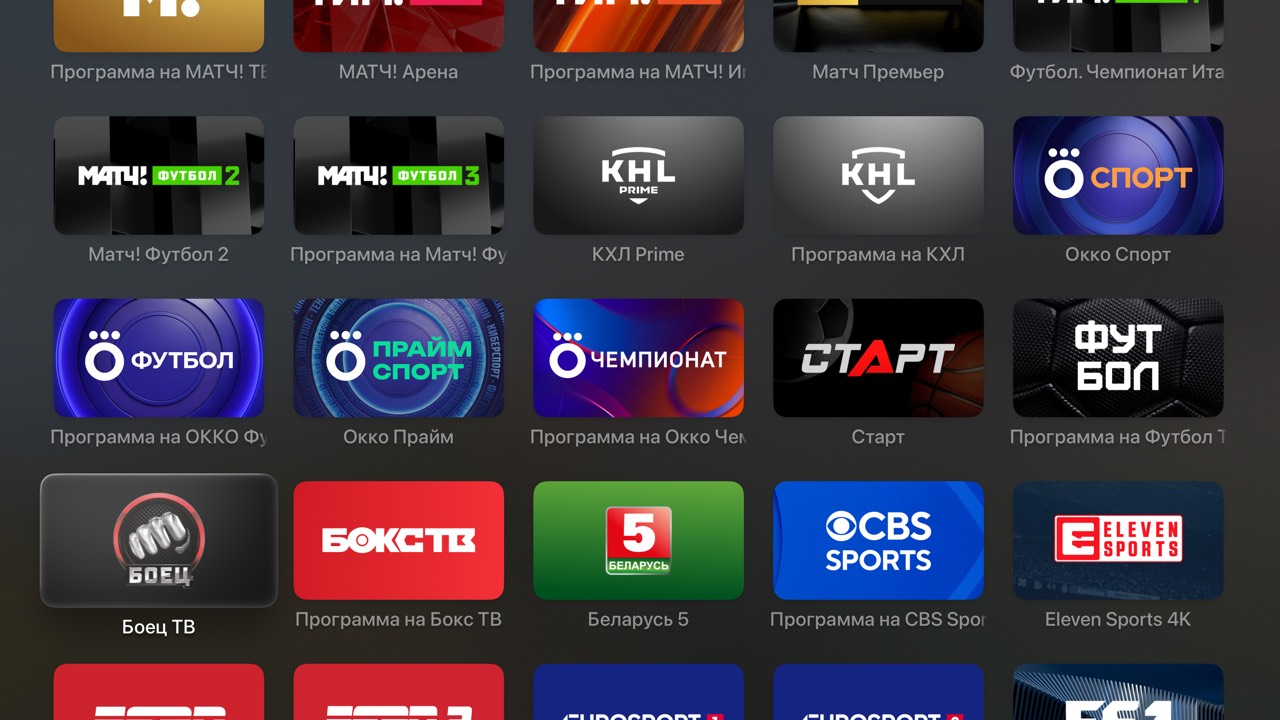 Программа на МАТЧ! ТВ
МАТЧ! Арена
Программа на МАТЧ! И
Матч Премьер
Футбол. Чемпионат Ита
МАТЧ! ФУТБОЛ 2
МАТЧ! ФУТБОЛ 3
KHL
PRIME
KHL
Ö СПОРТ
Матч! Футбол 2
Программа на Матч! Фу
КХЛ Prime
Программа на КХЛ
Окко Спорт
ФУТБОЛ
ПРАЙМ
СПОРТ
ЧЕМПИОНАТ
СТАРТ
ФУТ
БОЛ
Программа на ОККО Фу
Окко Прайм
Программа на Окко Чем
Старт
Программа на Футбол Т
БОЕЦ
БОКСТВ
5
БЕЛАРУСЬ
CBS
SPORTS
ELEVEN
SPORTS
Боец ТВ
Программа на Бокс ТВ
Беларусь 5
Программа на CBS Spor
Eleven Sports 4K